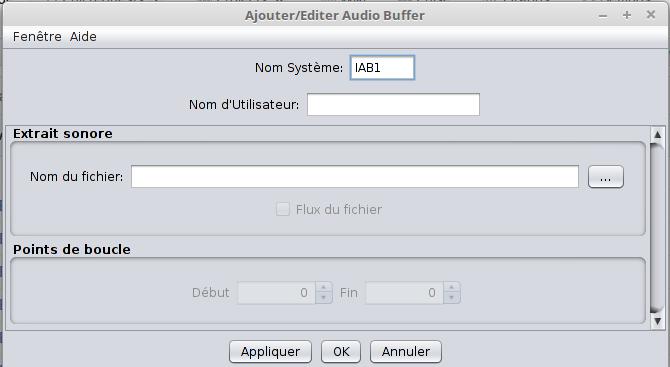 Ajouter/Editer Audio Buffer
Fenêtre Aide
Nom Système: IAB1
Nom d'Utilisateur:
Extrait sonore
Nom du fichier: ...
Flux du fichier
Points de boucle
Début 0 Fin 0
Appliquer OK Annuler